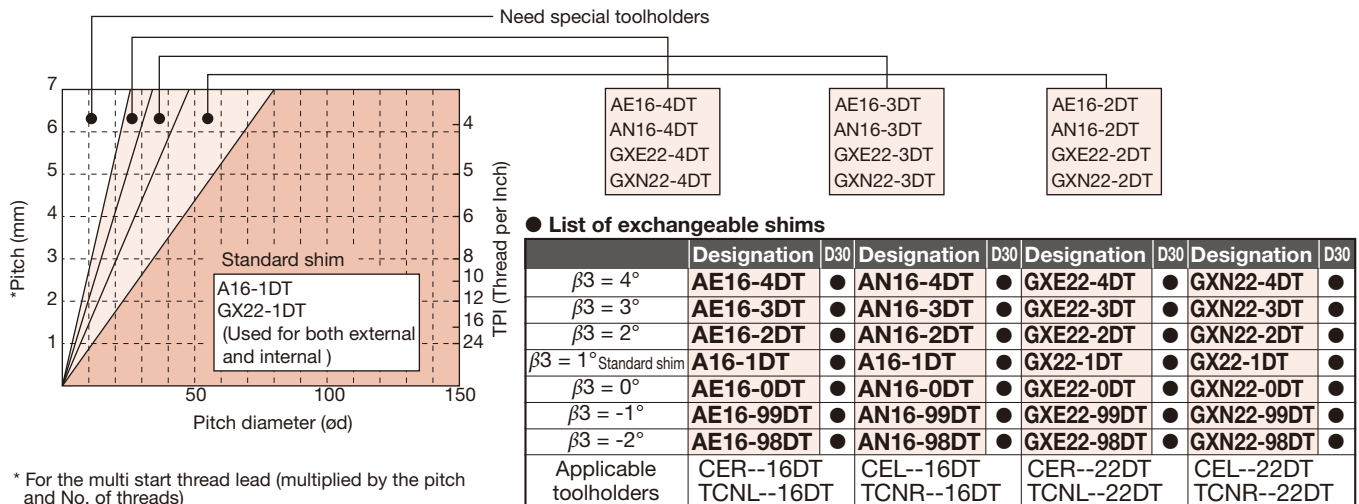 Need special toolholders
AE16-4DT
AN16-4DT
GXE22-4DT
GXN22-4DT
AE16-3DT
AN16-3DT
GXE22-3DT
GXN22-3DT
AE16-2DT
AN16-2DT
GXE22-2DT
GXN22-2DT
*Pitch (mm)
7
6
5
4
3
2
1
4
5
6
8
10
12
16
24
TPI (Thread per Inch)
Standard shim
A16-1DT
GX22-1DT
(Used for both external
and internal )
50 100 150
Pitch diameter (ød)
* For the multi start thread lead (multiplied by the pitch
and No. of threads)
● List of exchangeable shims
Designation D30 Designation D30 Designation D30 Designation D30
β3 = 4° AE16-4DT ● AN16-4DT ● GXE22-4DT ● GXN22-4DT ●
β3 = 3° AE16-3DT ● AN16-3DT ● GXE22-3DT ● GXN22-3DT ●
β3 = 2° AE16-2DT ● AN16-2DT ● GXE22-2DT ● GXN22-2DT ●
β3 = 1° Standard shim A16-1DT ● A16-1DT ● GX22-1DT ● GX22-1DT ●
β3 = 0° AE16-0DT ● AN16-0DT ● GXE22-0DT ● GXN22-0DT ●
β3 = -1° AE16-99DT ● AN16-99DT ● GXE22-99DT ● GXN22-99DT ●
β3 = -2° AE16-98DT ● AN16-98DT ● GXE22-98DT ● GXN22-98DT ●
Applicable CER--16DT CEL--16DT CER--22DT CEL--22DT
toolholders TCNL--16DT TCNR--16DT TCNL--22DT TCNR--22DT